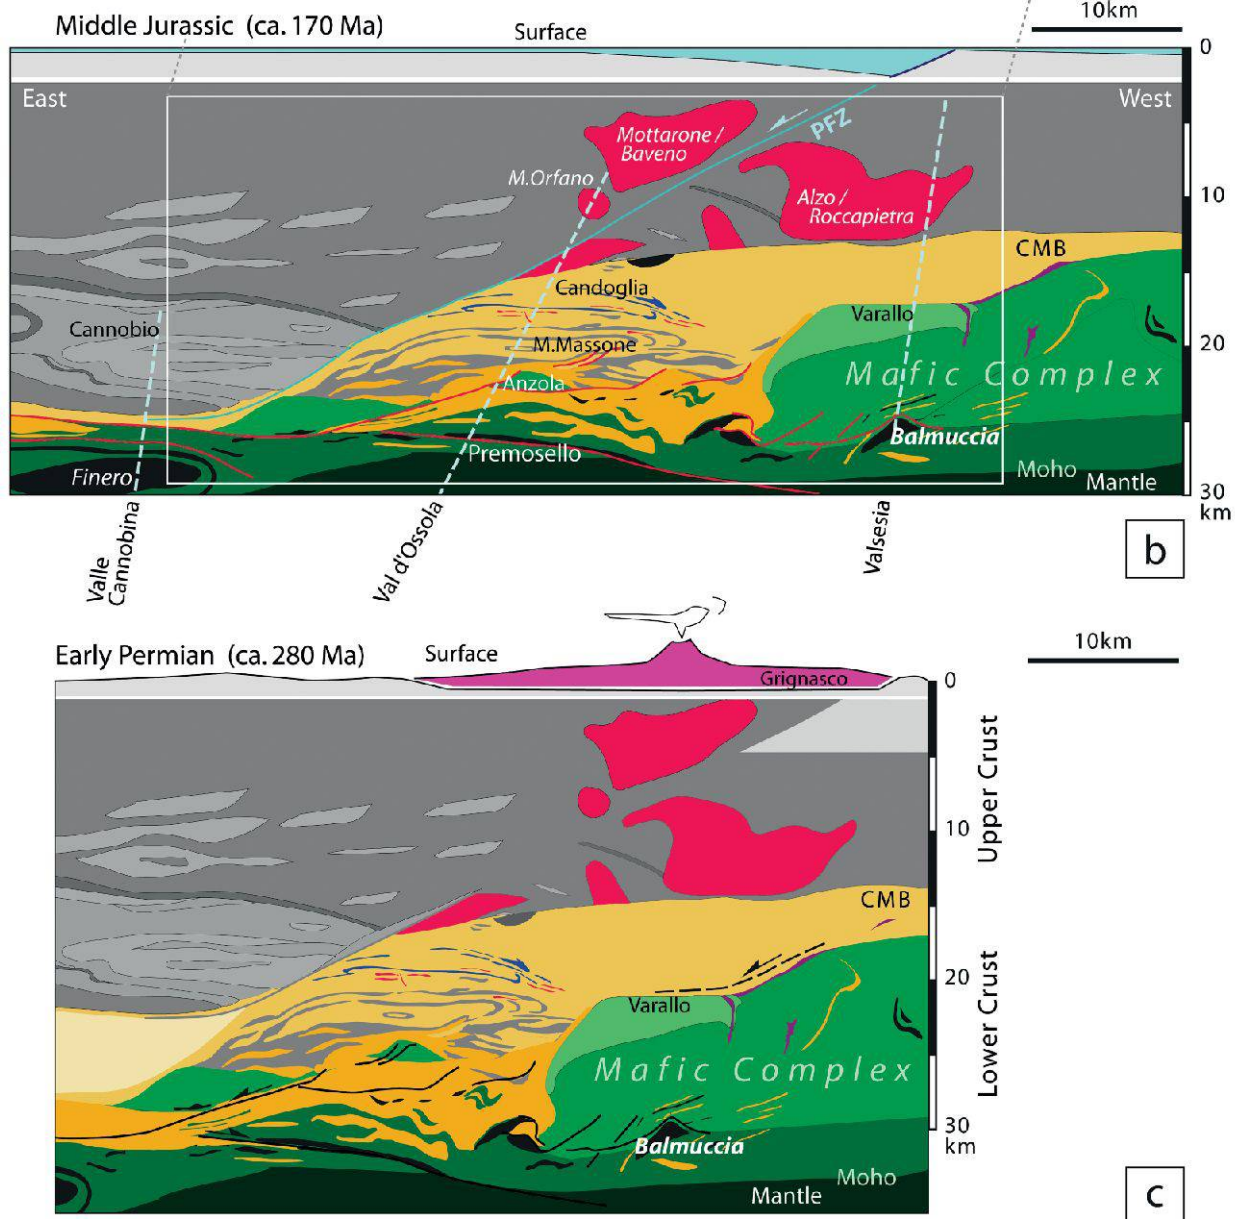 Middle Jurassic (ca. 170 Ma)
Surface
10km
0
East
West
PFZ
Mottarone /
Baveno
M.Orfano
Alzo /
Roccapietra
10
CMB
Candoglia
Varallo
Cannobio
M.Massone
20
Anzola
Mafic Complex
Balmuccia
Premosello
Finero
Moho
Mantle
30
km
Valle
Cannobina
Val d'Ossola
Valsesia
b
Early Permian (ca. 280 Ma)
Surface
10km
Grignasco
0
Upper Crust
10
CMB
20
Varallo
Lower Crust
Mafic Complex
30
km
Balmuccia
Moho
Mantle
c